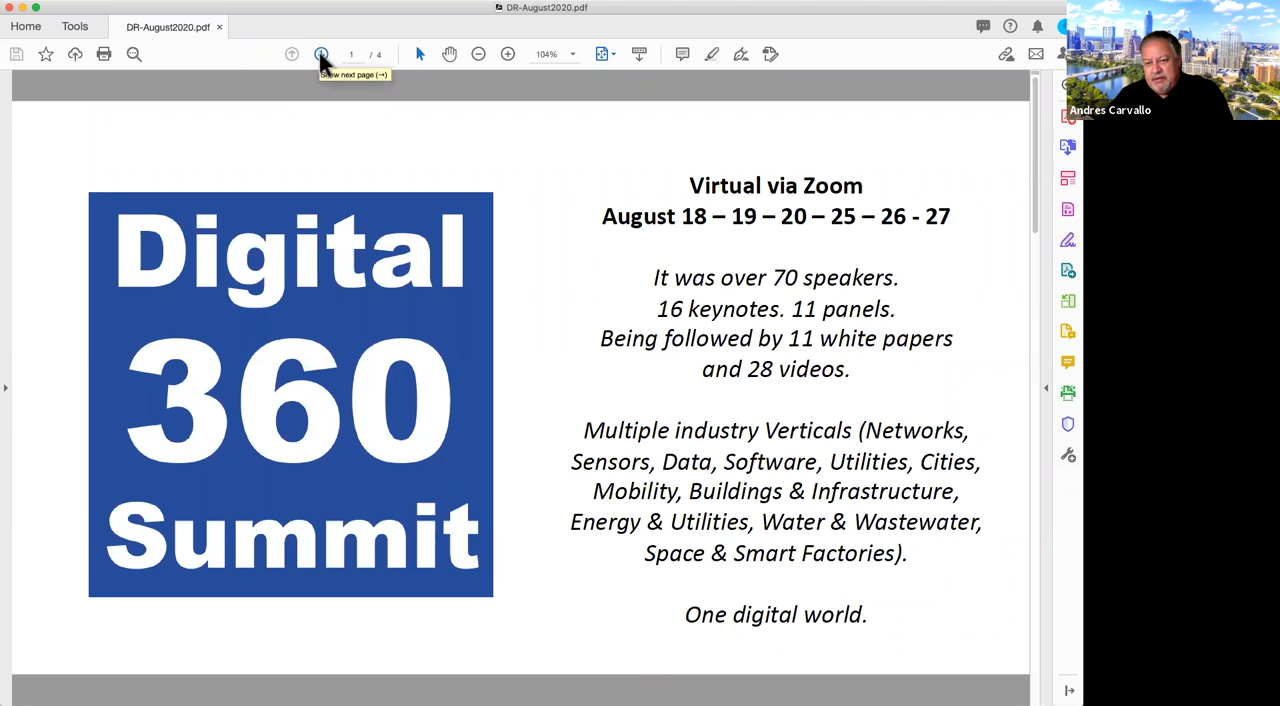 DR-August2020.pdf
Home
Tools
DR-August2020.pdf
1
/ 4
104%
Show next page (→)
Andres Carvallo
Digital
360
Summit
Virtual via Zoom
August 18 – 19 – 20 – 25 – 26 - 27
It was over 70 speakers.
16 keynotes. 11 panels.
Being followed by 11 white papers
and 28 videos.
Multiple industry Verticals (Networks,
Sensors, Data, Software, Utilities, Cities,
Mobility, Buildings & Infrastructure,
Energy & Utilities, Water & Wastewater,
Space & Smart Factories).
One digital world.